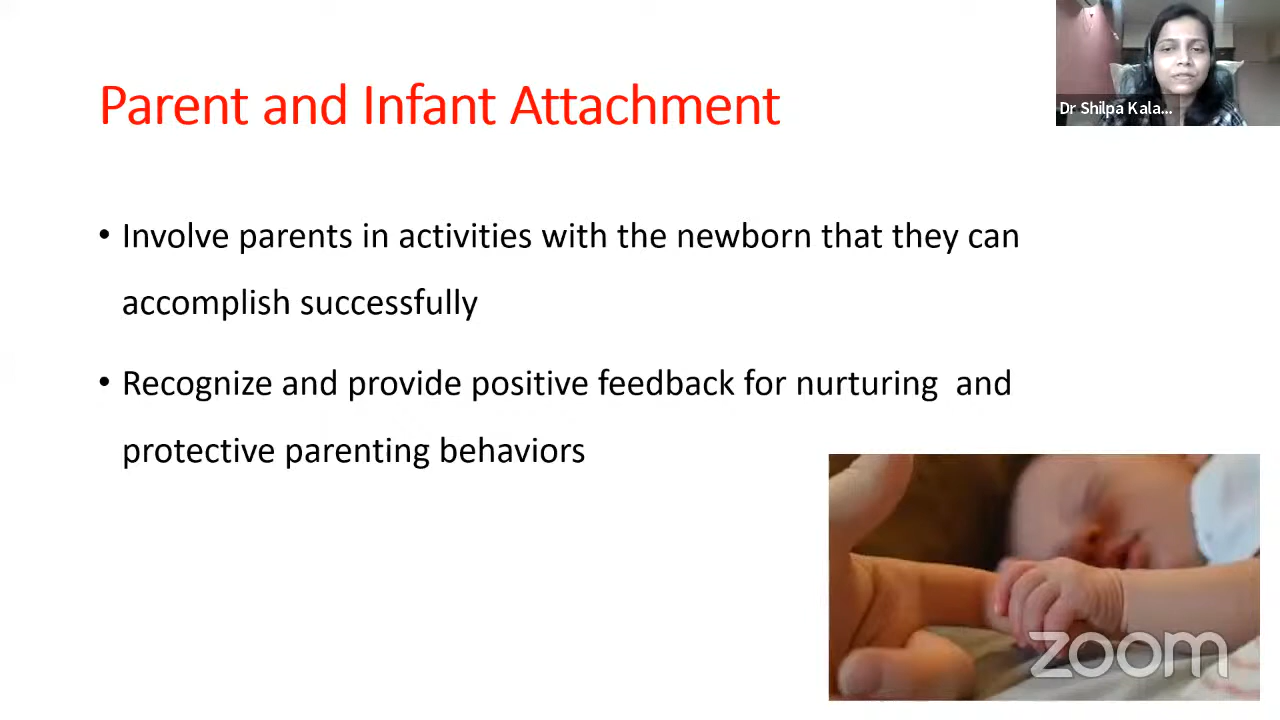 Parent and Infant Attachment
Dr Shilpa Kala...
• Involve parents in activities with the newborn that they can
accomplish successfully
• Recognize and provide positive feedback for nurturing and
protective parenting behaviors
zoom